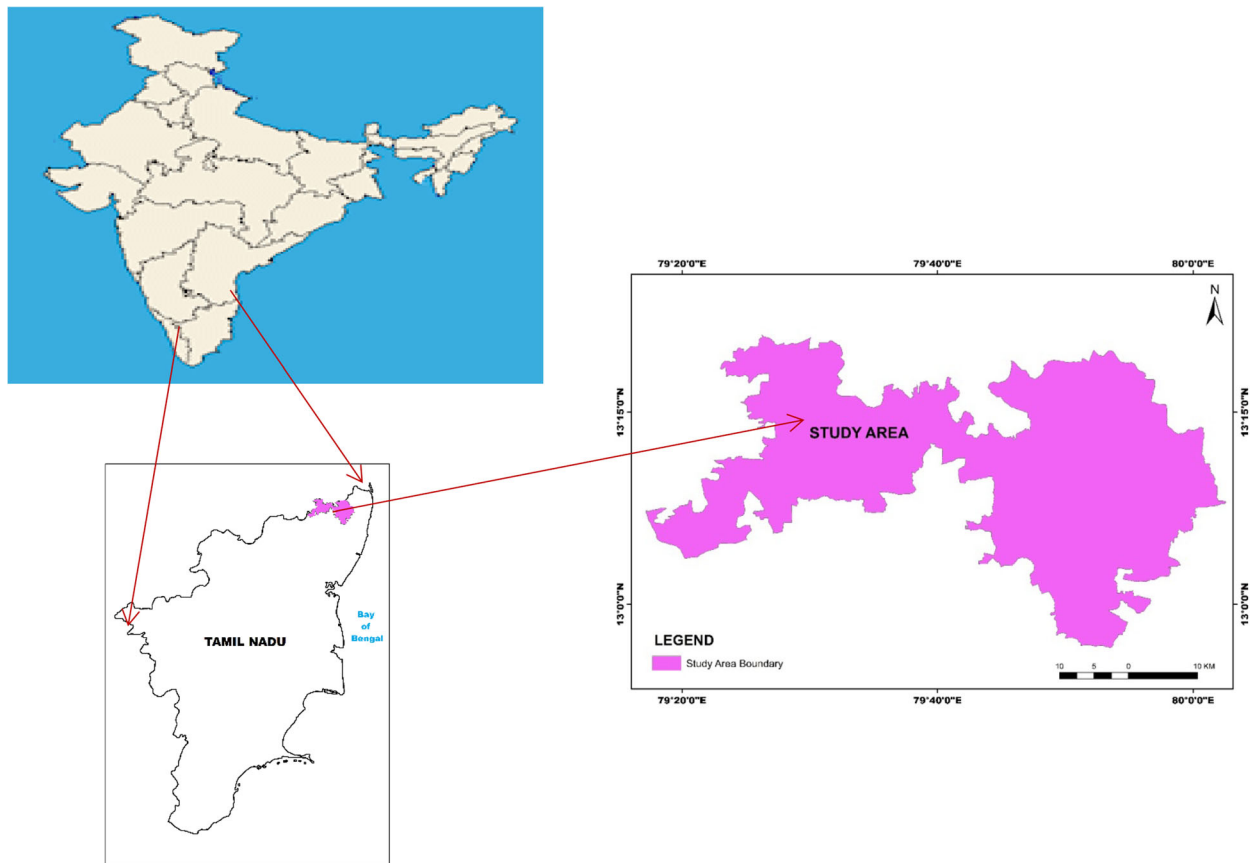 79°20'0"E
79°40'0"E
80°0'0"E
N
13°15'0"N
13°15'0"N
STUDY AREA
Bay
of
Bengal
TAMIL NADU
13°0'0"N
13°0'0"N
LEGEND
Study Area Boundary
10 5 0 10 KM
79°20'0"E
79°40'0"E
80°0'0"E